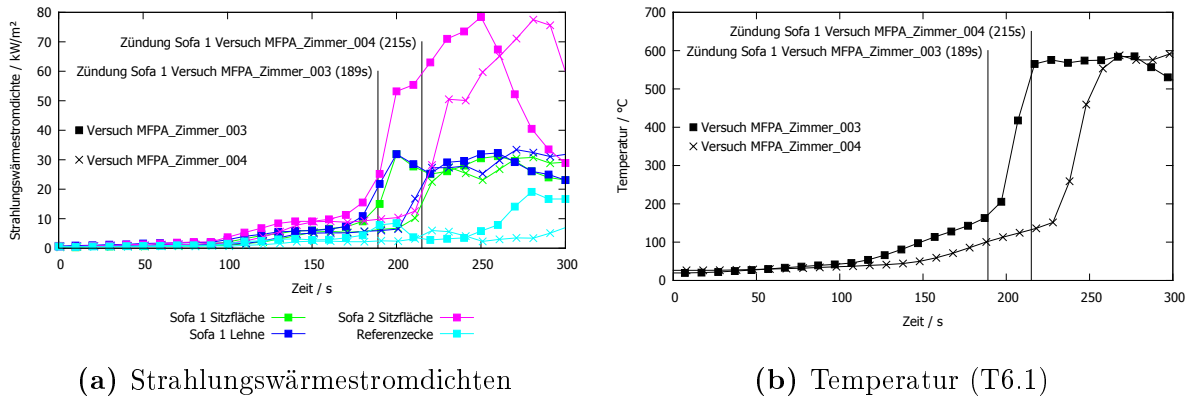 Strahlungswärmestromdichte / kW/m²
80
70
60
50
40
30
20
10
0
Zündung Sofa 1 Versuch MFPA_Zimmer_004 (215s)
Zündung Sofa 1 Versuch MFPA_Zimmer_003 (189s)
Versuch MFPA_Zimmer_003
Versuch MFPA_Zimmer_004
0 50 100 150 200 250 300
Zeit / s
Sofa 1 Sitzfläche
Sofa 2 Sitzfläche
Sofa 1 Lehne
Referenzecke
(a) Strahlungswärmestromdichten
Temperatur / °C
700
600
500
400
300
200
100
0
Zündung Sofa 1 Versuch MFPA_Zimmer_004 (215s)
Zündung Sofa 1 Versuch MFPA_Zimmer_003 (189s)
Versuch MFPA_Zimmer_003
Versuch MFPA_Zimmer_004
0 50 100 150 200 250 300
Zeit / s
(b) Temperatur (T6.1)